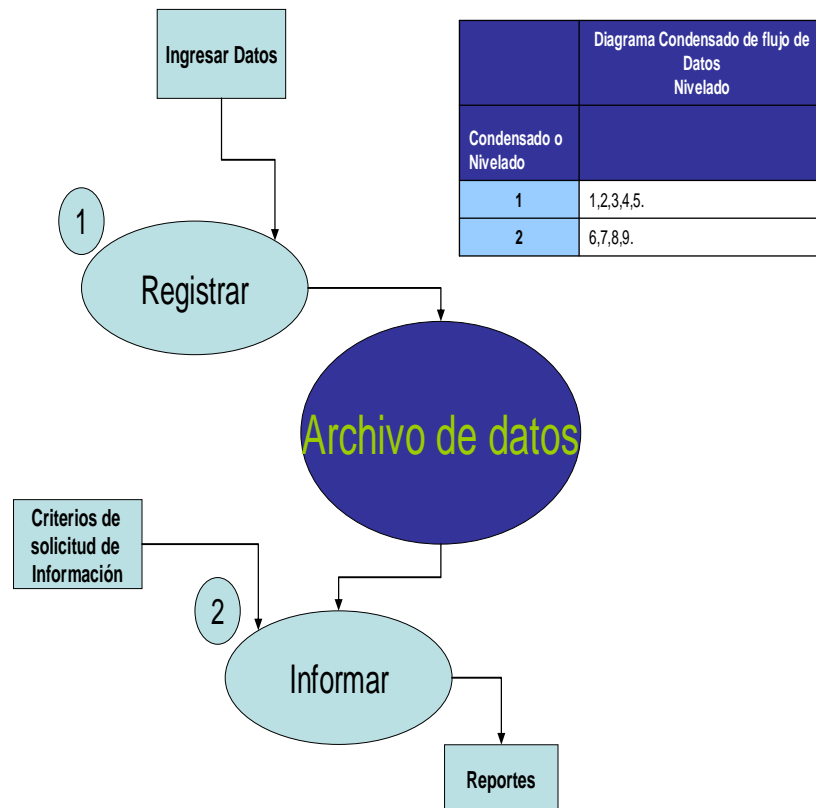 Ingresar Datos
Diagrama Condensado de flujo de
Datos
Nivelado
Condensado o
Nivelado
1
1,2,3,4,5.
2
6,7,8,9.
1
Registrar
Archivo de datos
Criterios de
solicitud de
Información
2
Informar
Reportes